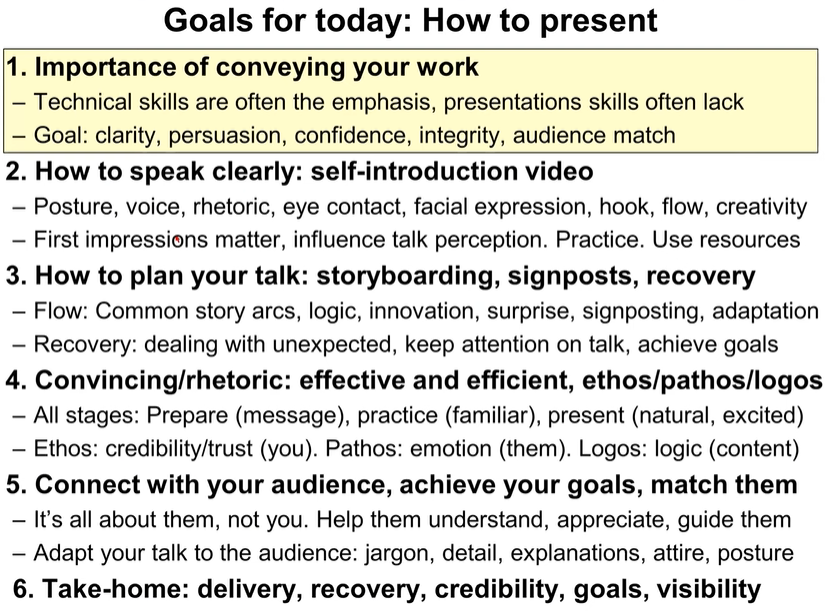 Goals for today: How to present
1. Importance of conveying your work
– Technical skills are often the emphasis, presentations skills often lack
– Goal: clarity, persuasion, confidence, integrity, audience match
2. How to speak clearly: self-introduction video
– Posture, voice, rhetoric, eye contact, facial expression, hook, flow, creativity
– First impressions matter, influence talk perception. Practice. Use resources
3. How to plan your talk: storyboarding, signposts, recovery
– Flow: Common story arcs, logic, innovation, surprise, signposting, adaptation
– Recovery: dealing with unexpected, keep attention on talk, achieve goals
4. Convincing/rhetoric: effective and efficient, ethos/pathos/logos
– All stages: Prepare (message), practice (familiar), present (natural, excited)
– Ethos: credibility/trust (you). Pathos: emotion (them). Logos: logic (content)
5. Connect with your audience, achieve your goals, match them
– It's all about them, not you. Help them understand, appreciate, guide them
– Adapt your talk to the audience: jargon, detail, explanations, attire, posture
6. Take-home: delivery, recovery, credibility, goals, visibility